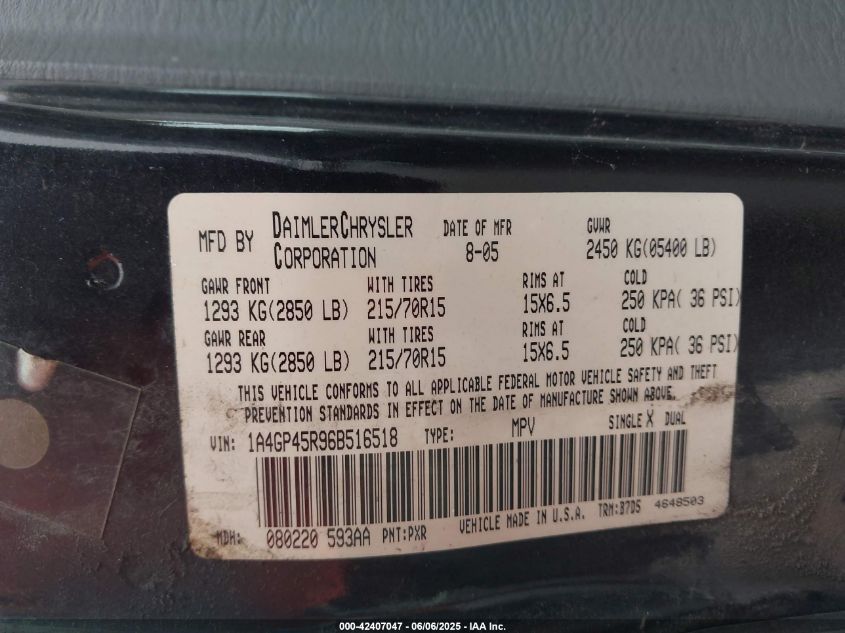 MFD BY DAIMLERCHRYSLER CORPORATION DATE OF MFR 8-05 GVWR 2450 KG(05400 LB)
GAWR FRONT WITH TIRES RIMS AT COLD
1293 KG(2850 LB) 215/70R15 15X6.5 250 KPA( 36 PSI)
GAWR REAR WITH TIRES RIMS AT COLD
1293 KG(2850 LB) 215/70R15 15X6.5 250 KPA( 36 PSI)
THIS VEHICLE CONFORMS TO ALL APPLICABLE FEDERAL MOTOR VEHICLE SAFETY AND THEFT
PREVENTION STANDARDS IN EFFECT ON THE DATE OF MANUFACTURE SHOWN ABOVE.
VIN: 1A4GP45R96B516518 TYPE: MPV SINGLE X DUAL
MDH: 080220 593AA PNT:PXR VEHICLE MADE IN U.S.A. TRM:B7D5 4648503
000-42407047 - 06/06/2025 - IAA Inc.